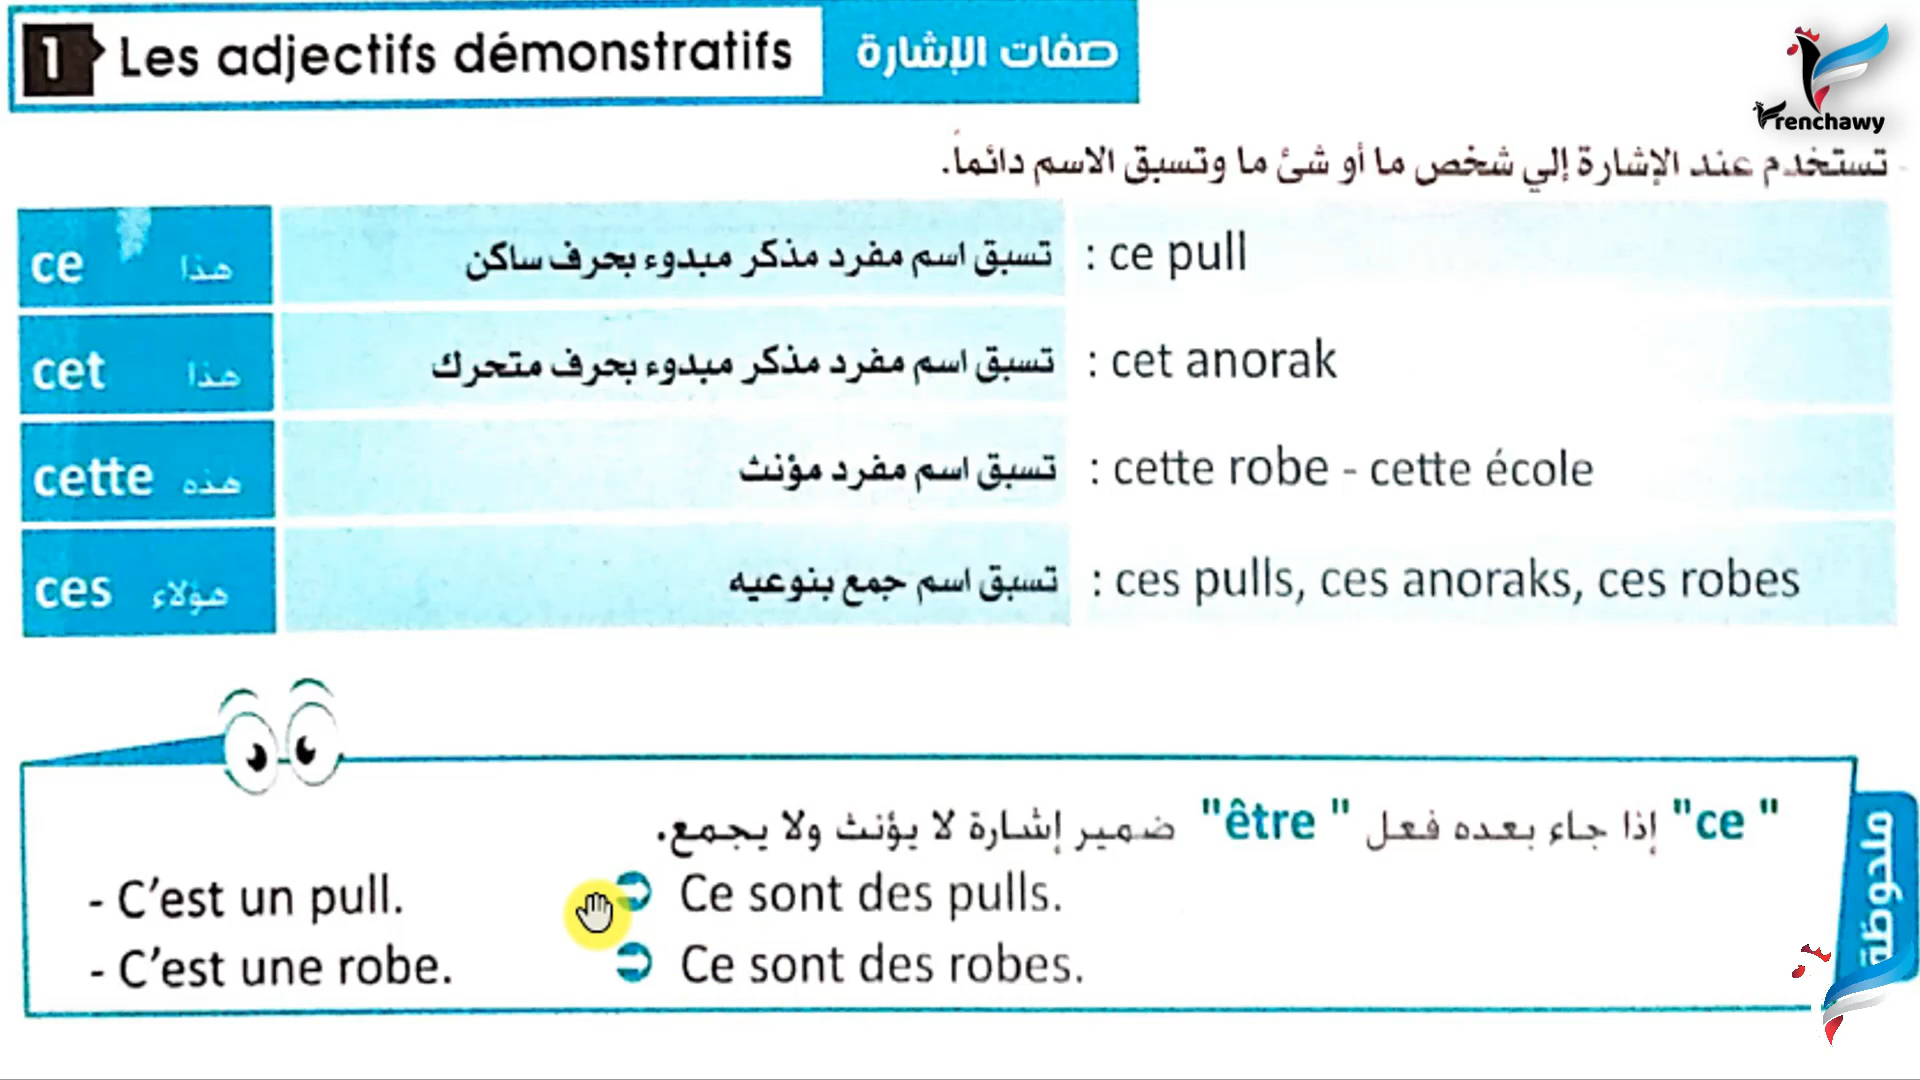 1 Les adjectifs démonstratifs صفات الإشارة
Frenchawy
- تستخدم عند الإشارة إلي شخص ما أو شئ ما وتسبق الاسم دائماً.
ce هذا تسبق اسم مفرد مذكر مبدوء بحرف ساكن : ce pull
cet هذا تسبق اسم مفرد مذكر مبدوء بحرف متحرك : cet anorak
cette هذه تسبق اسم مفرد مؤنث : cette robe - cette école
ces هؤلاء تسبق اسم جمع بنوعيه : ces pulls, ces anoraks, ces robes
ملحوظة
"ce " إذا جاء بعده فعل "être " ضمير إشارة لا يؤنث ولا يجمع.
- C’est un pull. Ce sont des pulls.
- C’est une robe. Ce sont des robes.